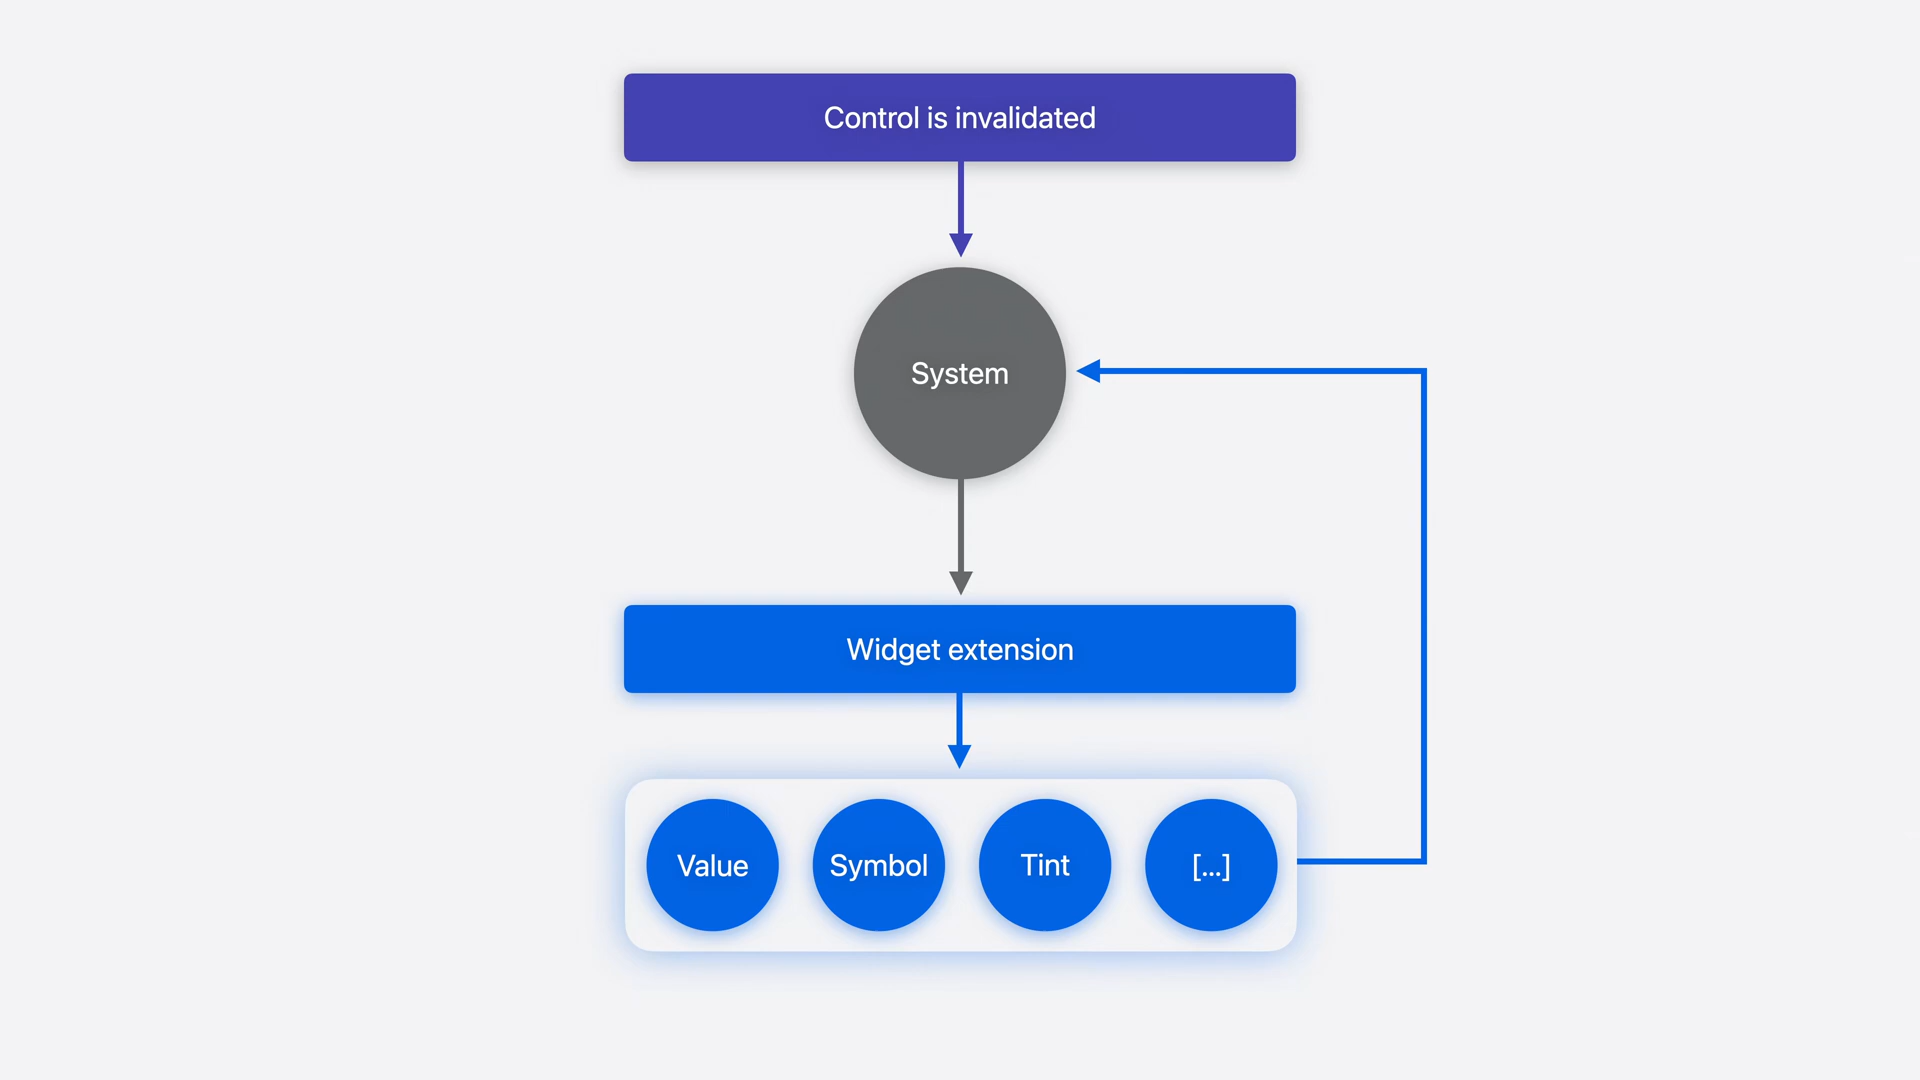 Control is invalidated
System
Widget extension
Value
Symbol
Tint
[...]